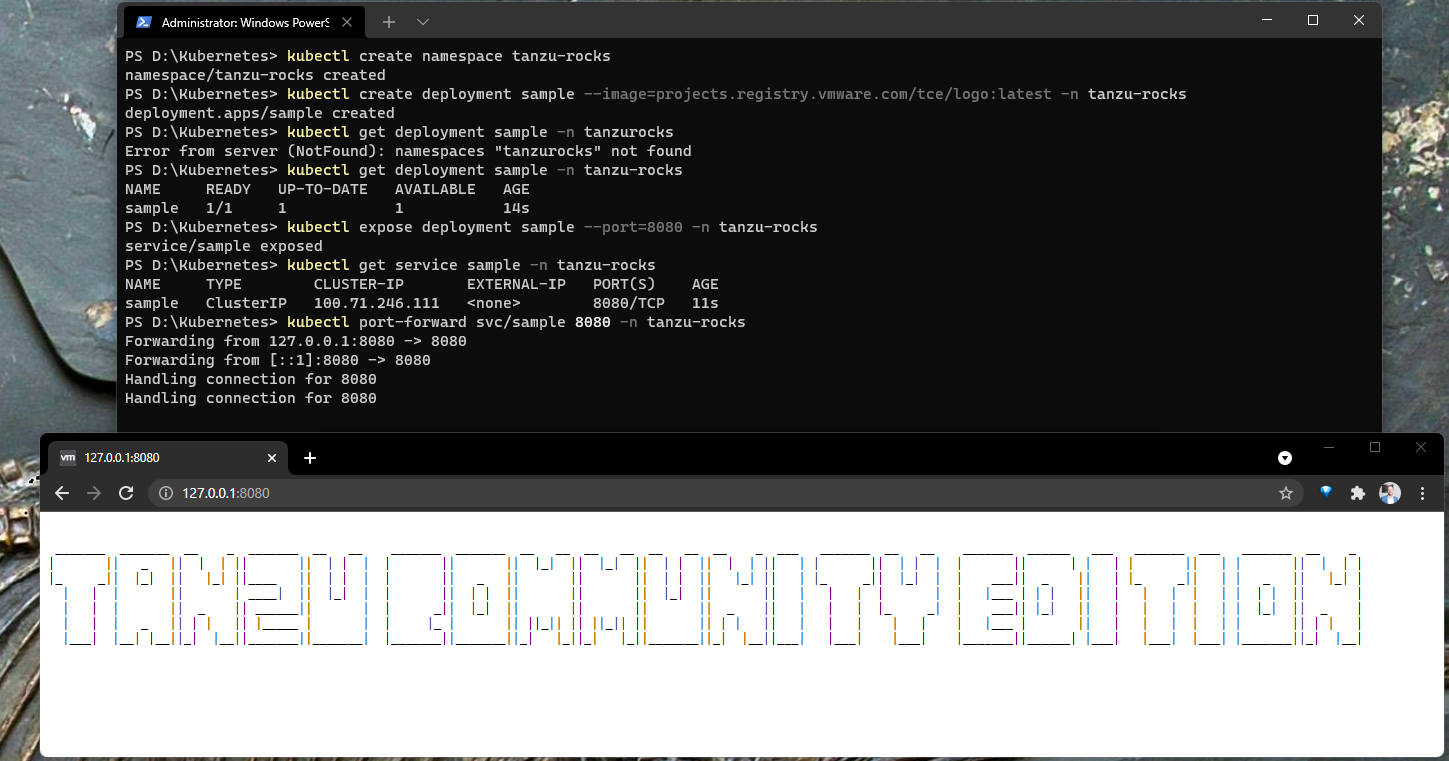 Administrator: Windows PowerS
PS D:\Kubernetes> kubectl create namespace tanzu-rocks
namespace/tanzu-rocks created
PS D:\Kubernetes> kubectl create deployment sample --image=projects.registry.vmware.com/tce/logo:latest -n tanzu-rocks
deployment.apps/sample created
PS D:\Kubernetes> kubectl get deployment sample -n tanzurocks
Error from server (NotFound): namespaces "tanzurocks" not found
PS D:\Kubernetes> kubectl get deployment sample -n tanzu-rocks
NAME READY UP-TO-DATE AVAILABLE AGE
sample 1/1 1 1 14s
PS D:\Kubernetes> kubectl expose deployment sample --port=8080 -n tanzu-rocks
service/sample exposed
PS D:\Kubernetes> kubectl get service sample -n tanzu-rocks
NAME TYPE CLUSTER-IP EXTERNAL-IP PORT(S) AGE
sample ClusterIP 100.71.246.111 <none> 8080/TCP 11s
PS D:\Kubernetes> kubectl port-forward svc/sample 8080 -n tanzu-rocks
Forwarding from 127.0.0.1:8080 -> 8080
Forwarding from [::1]:8080 -> 8080
Handling connection for 8080
Handling connection for 8080
vm 127.0.0.1:8080
127.0.0.1:8080
TANZU COMMUNITY EDITION